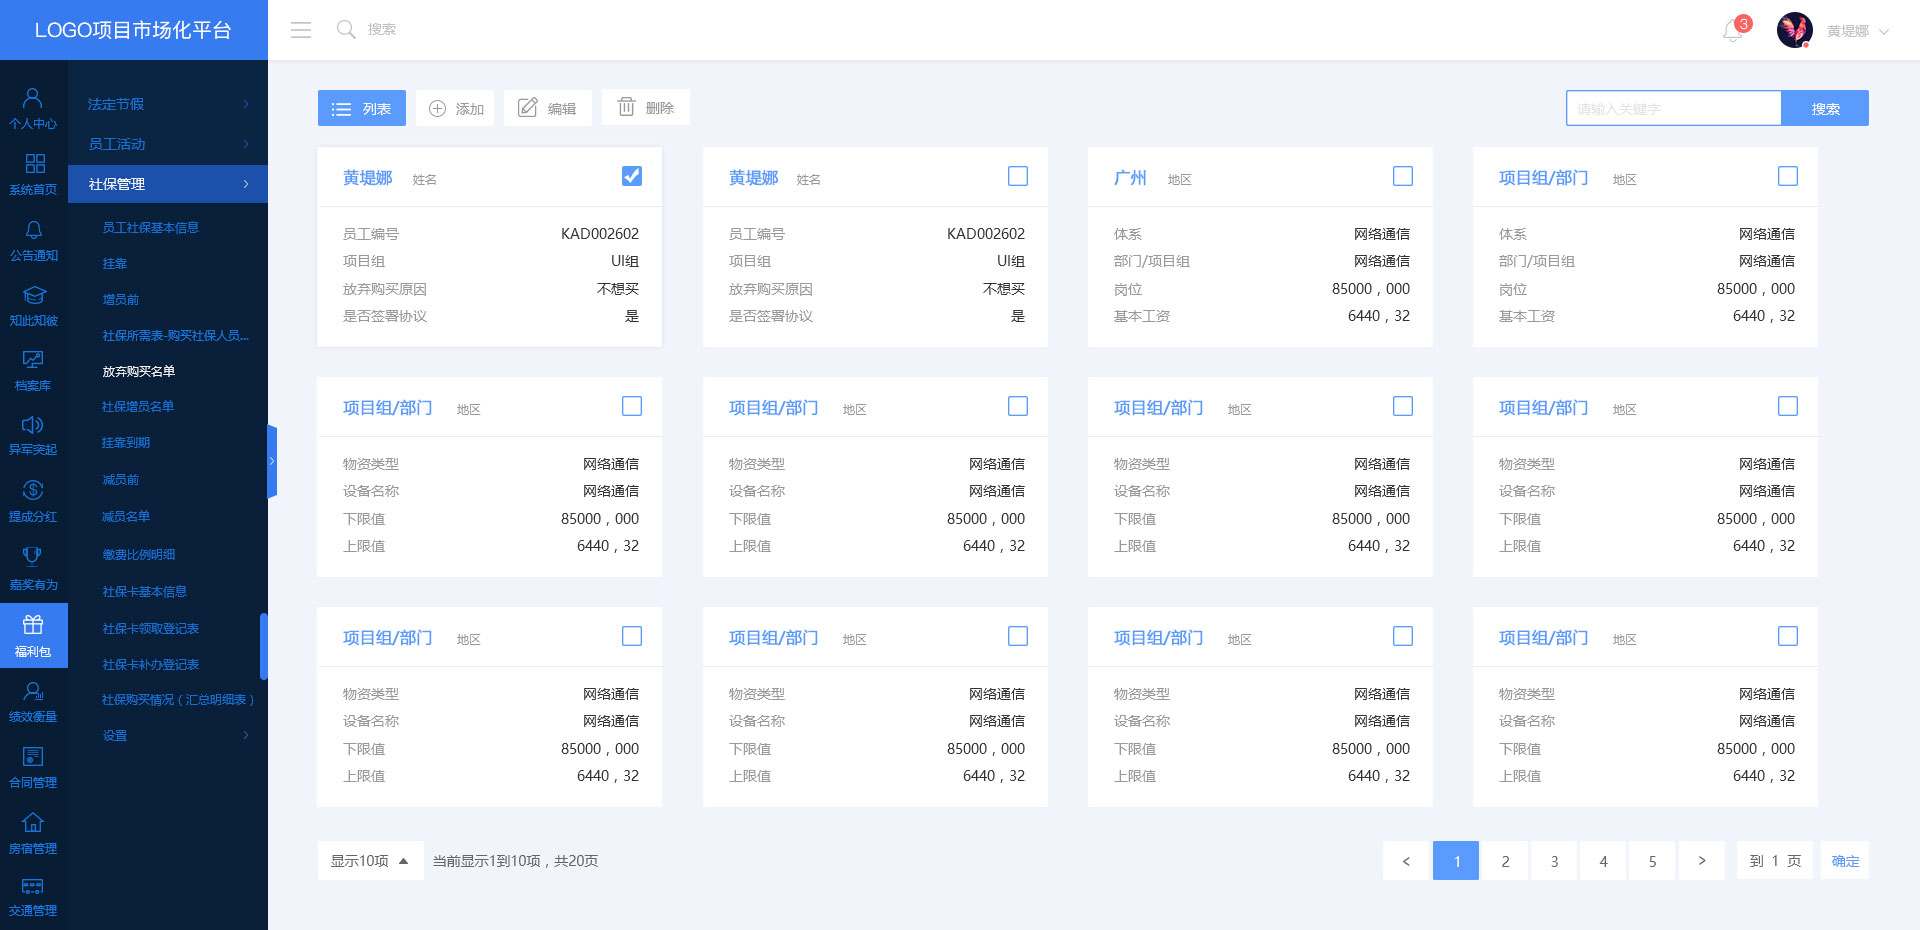 LOGO项目市场化平台
搜索
3
黄堤娜
个人中心
系统首页
公告通知
知此知彼
档案库
异军突起
提成分红
嘉奖有为
福利包
绩效衡量
合同管理
房宿管理
交通管理
法定节假
员工活动
社保管理
员工社保基本信息
挂靠
增员前
社保所需表-购买社保人员...
放弃购买名单
社保增员名单
挂靠到期
减员前
减员名单
缴费比例明细
社保卡基本信息
社保卡领取登记表
社保卡补办登记表
社保购买情况（汇总明细表）
设置
列表 添加 编辑 删除
请输入关键字 搜索
黄堤娜 姓名
员工编号 KAD002602
项目组 UI组
放弃购买原因 不想买
是否签署协议 是
黄堤娜 姓名
员工编号 KAD002602
项目组 UI组
放弃购买原因 不想买
是否签署协议 是
广州 地区
体系 网络通信
部门/项目组 网络通信
岗位 85000，000
基本工资 6440，32
项目组/部门 地区
体系 网络通信
部门/项目组 网络通信
岗位 85000，000
基本工资 6440，32
项目组/部门 地区
物资类型 网络通信
设备名称 网络通信
下限值 85000，000
上限值 6440，32
项目组/部门 地区
物资类型 网络通信
设备名称 网络通信
下限值 85000，000
上限值 6440，32
项目组/部门 地区
物资类型 网络通信
设备名称 网络通信
下限值 85000，000
上限值 6440，32
项目组/部门 地区
物资类型 网络通信
设备名称 网络通信
下限值 85000，000
上限值 6440，32
项目组/部门 地区
物资类型 网络通信
设备名称 网络通信
下限值 85000，000
上限值 6440，32
项目组/部门 地区
物资类型 网络通信
设备名称 网络通信
下限值 85000，000
上限值 6440，32
项目组/部门 地区
物资类型 网络通信
设备名称 网络通信
下限值 85000，000
上限值 6440，32
项目组/部门 地区
物资类型 网络通信
设备名称 网络通信
下限值 85000，000
上限值 6440，32
显示10项 当前显示1到10项，共20页
< 1 2 3 4 5 > 到 1 页 确定